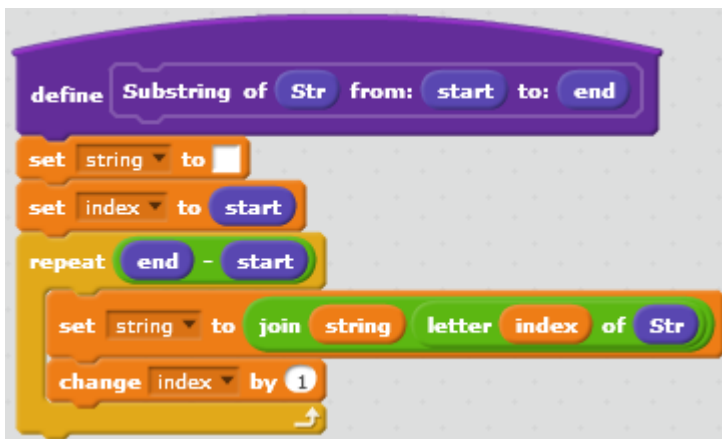 define Substring of Str from: start to: end
set string to
set index to start
repeat end - start
set string to join string letter index of Str
change index by 1